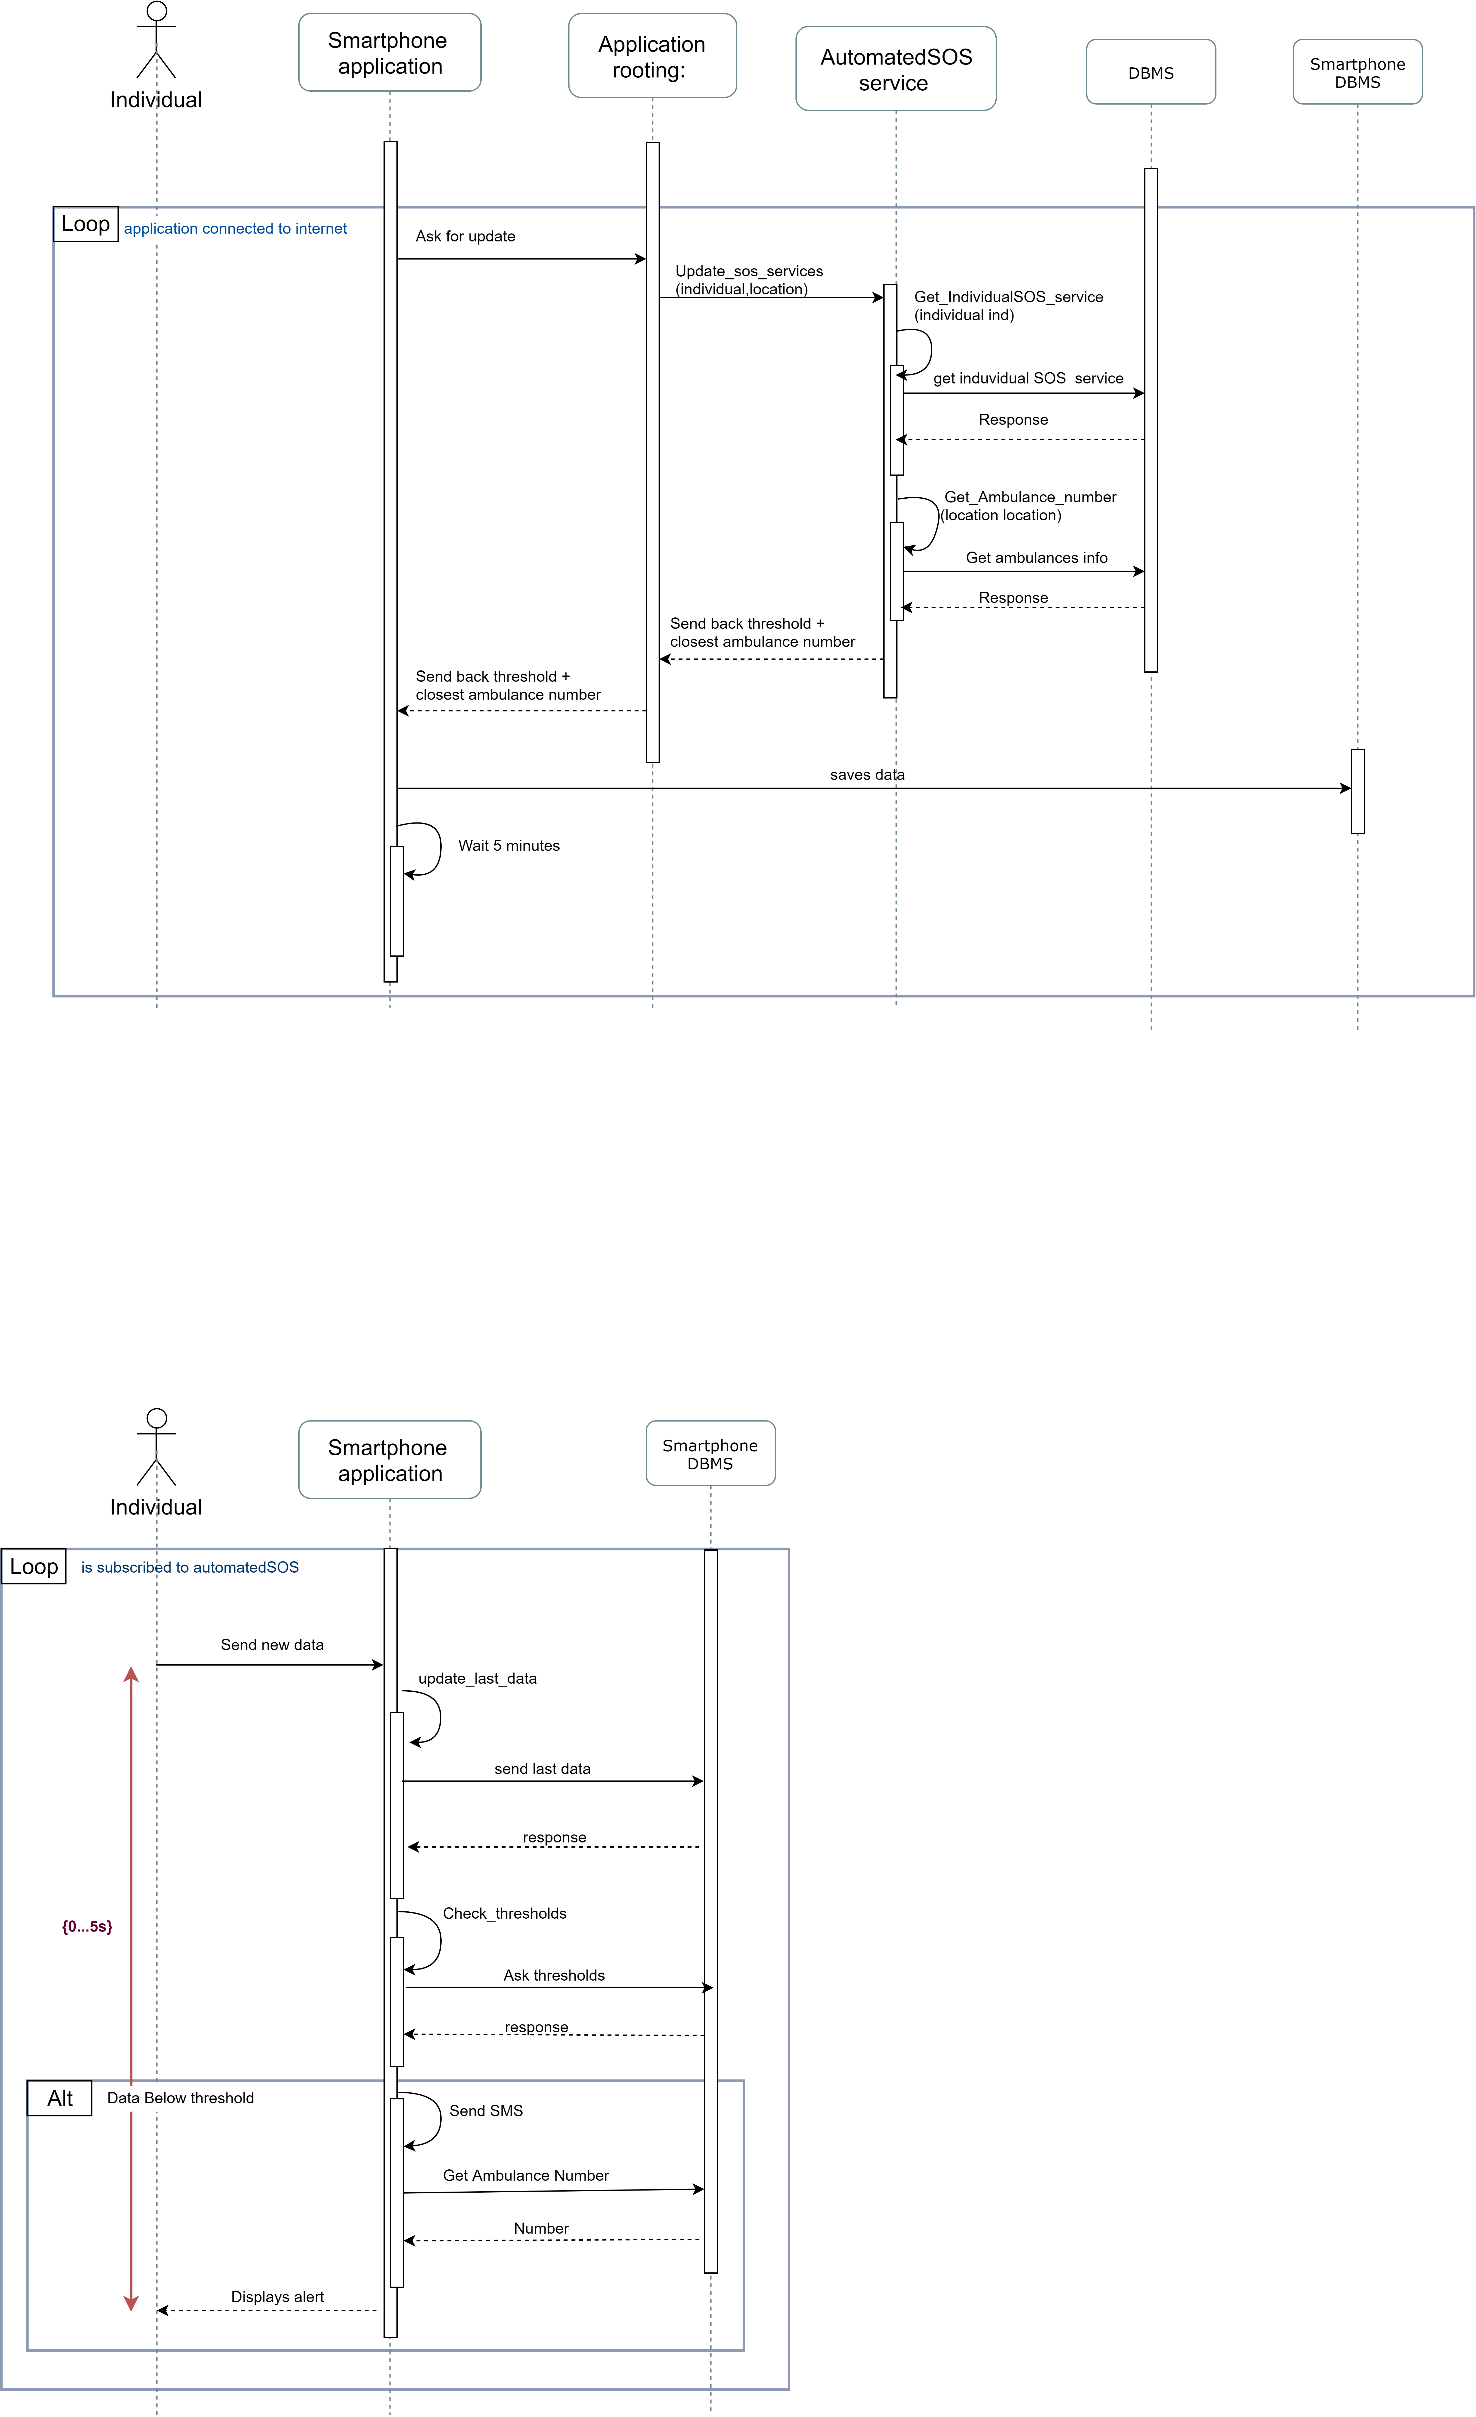 Individual
Smartphone
application
Application
rooting:
AutomatedSOS
service
DBMS
Smartphone
DBMS
Loop
application connected to internet
Ask for update
Update_sos_services
(individual,location)
Get_IndividualSOS_service
(individual ind)
get induvidual SOS service
Response
Get_Ambulance_number
(location location)
Get ambulances info
Response
Send back threshold +
closest ambulance number
Send back threshold +
closest ambulance number
saves data
Wait 5 minutes
Individual
Smartphone
application
Smartphone
DBMS
Loop
is subscribed to automatedSOS
Send new data
update_last_data
send last data
response
Check_thresholds
{0...5s}
Ask thresholds
response
Alt
Data Below threshold
Send SMS
Get Ambulance Number
Number
Displays alert